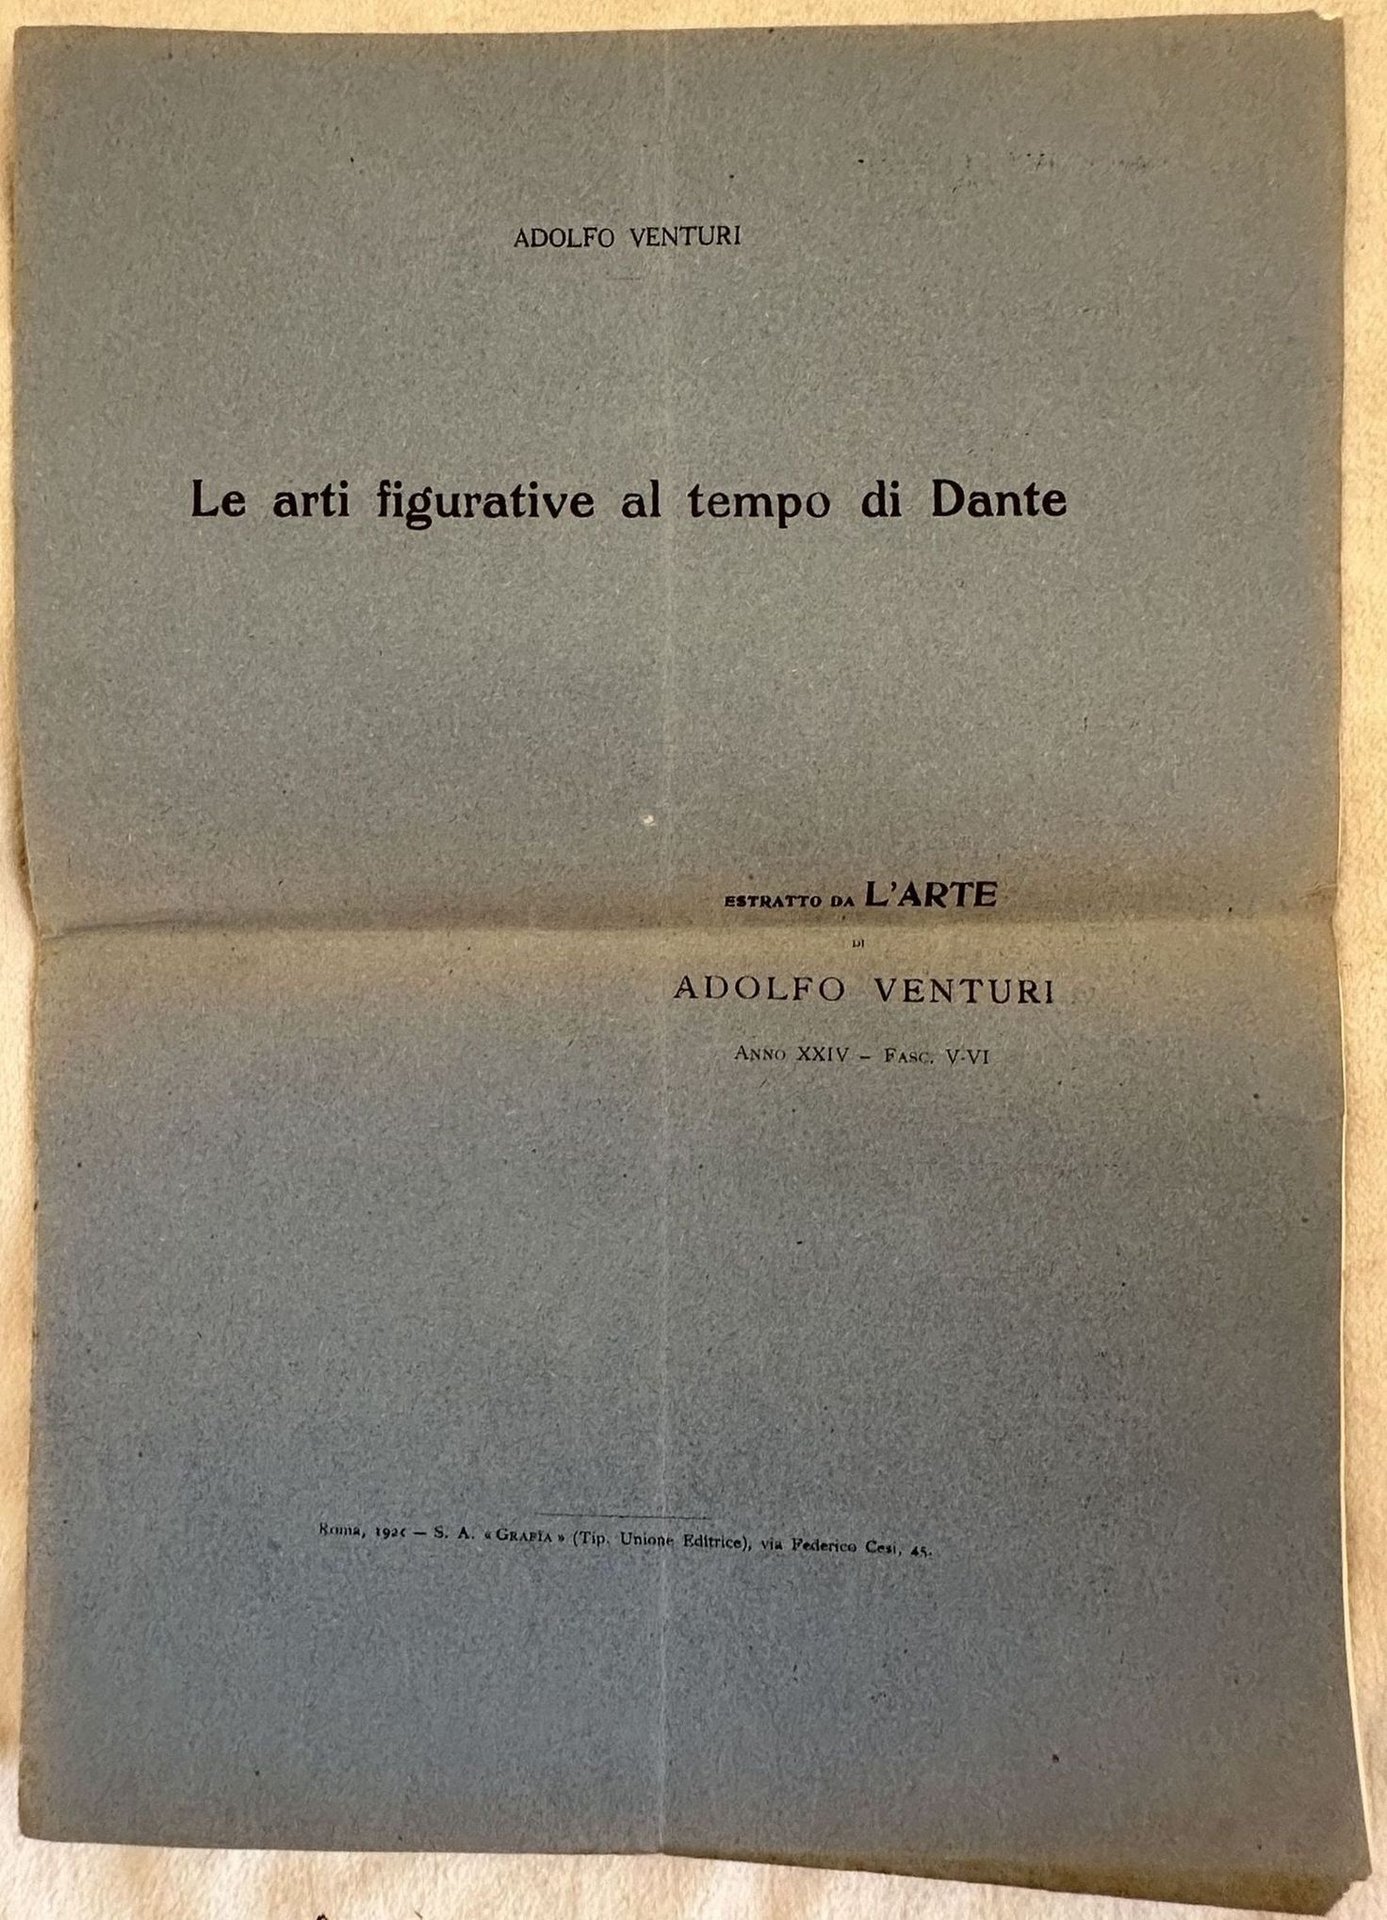 ADOLFO VENTURI
Le arti figurative al tempo di Dante
ESTRATTO DA L'ARTE
DI
ADOLFO VENTURI
ANNO XXIV – FASC. V-VI
Roma, — S. A. « GRAFIA » (Tip. Unione Editrice), via Federico Cesi, 45.